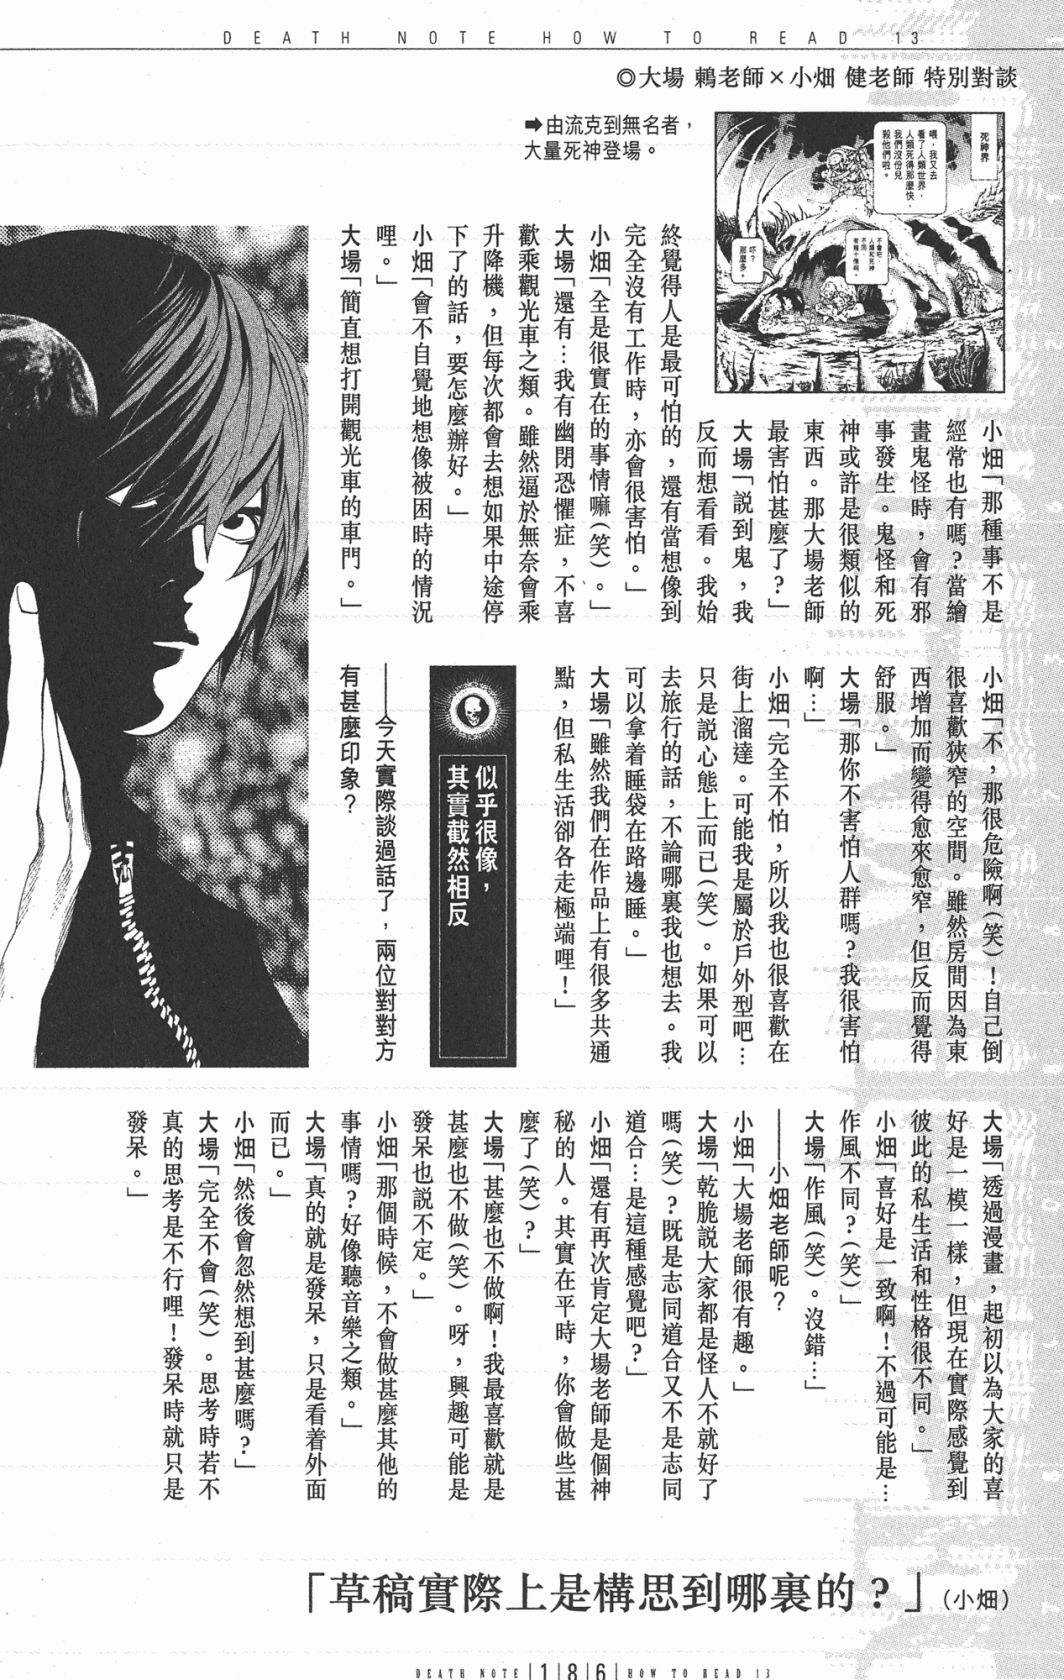 DEATH NOTE HOW TO READ 13
◎大場 鶇老師×小畑 健老師 特別對談
死神界
喂，我又去
看了人類世界，
人類死得那麼快，
我們沒份兒
殺他們啦。
不會吧，
人類和死神
不同，
有幾十億嗎。
吓？
那麼多。
➡由流克到無名者，
大量死神登場。
小畑「那種事不是
經常也有嗎？當繪
畫鬼怪時，會有邪
事發生。鬼怪和死
神或許是很類似的
東西。那大場老師
最害怕甚麼了？」
大場「說到鬼，我
反而想看看。我始
終覺得人是最可怕的，還有當想像到
完全沒有工作時，亦會很害怕。」
小畑「全是很實在的事情嘛(笑)。」
大場「還有…我有幽閉恐懼症，不喜
歡乘觀光車之類。雖然逼於無奈會乘
升降機，但每次都會去想如果中途停
下了的話，要怎麼辦好。」
小畑「會不自覺地想像被困時的情況
哩。」
大場「簡直想打開觀光車的車門。」
小畑「不，那很危險啊(笑)！自己倒
很喜歡狹窄的空間。雖然房間因為東
西增加而變得愈來愈窄，但反而覺得
舒服。」
大場「那你不害怕人群嗎？我很害怕
啊…」
小畑「完全不怕，所以我也很喜歡在
街上溜達。可能我是屬於戶外型吧…
只是說心態上而已(笑)。如果可以
去旅行的話，不論哪裏我也想去。我
可以拿着睡袋在路邊睡。」
大場「雖然我們在作品上有很多共通
點，但私生活卻各走極端哩！」
似乎很像，
其實截然相反
——今天實際談過話了，兩位對對方
有甚麼印象？
大場「透過漫畫，起初以為大家的喜
好是一模一樣，但現在實際感覺到
彼此的私生活和性格很不同。」
小畑「喜好是一致啊！不過可能是…
作風不同？(笑)」
大場「作風(笑)。沒錯…」
——小畑老師呢？
小畑「大場老師很有趣。」
大場「乾脆說大家都是怪人不就好了
嗎(笑)？既是志同道合又不是志同
道合…是這種感覺吧？」
小畑「還有再次肯定大場老師是個神
秘的人。其實在平時，你會做些甚
麼了(笑)？」
大場「甚麼也不做啊！我最喜歡就是
甚麼也不做(笑)。呀，興趣可能是
發呆也說不定。」
小畑「那個時候，不會做甚麼其他的
事情嗎？好像聽音樂之類。」
大場「真的就是發呆，只是看着外面
而已。」
小畑「然後會忽然想到甚麼嗎？」
大場「完全不會(笑)。思考時若不
真的思考是不行哩！發呆時就只是
發呆。」
「草稿實際上是構思到哪裏的？」(小畑)
DEATH NOTE|186|HOW TO READ 13